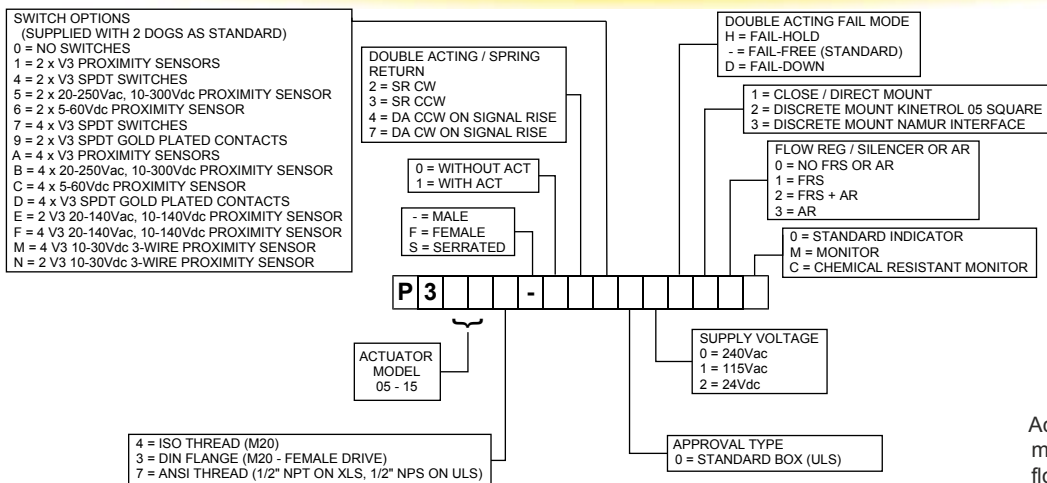 SWITCH OPTIONS
(SUPPLIED WITH 2 DOGS AS STANDARD)
0 = NO SWITCHES
1 = 2 x V3 PROXIMITY SENSORS
4 = 2 x V3 SPDT SWITCHES
5 = 2 x 20-250Vac, 10-300Vdc PROXIMITY SENSOR
6 = 2 x 5-60Vdc PROXIMITY SENSOR
7 = 4 x V3 SPDT SWITCHES
9 = 2 x V3 SPDT GOLD PLATED CONTACTS
A = 4 x V3 PROXIMITY SENSORS
B = 4 x 20-250Vac, 10-300Vdc PROXIMITY SENSOR
C = 4 x 5-60Vdc PROXIMITY SENSOR
D = 4 x V3 SPDT GOLD PLATED CONTACTS
E = 2 V3 20-140Vac, 10-140Vdc PROXIMITY SENSOR
F = 4 V3 20-140Vac, 10-140Vdc PROXIMITY SENSOR
M = 4 V3 10-30Vdc 3-WIRE PROXIMITY SENSOR
N = 2 V3 10-30Vdc 3-WIRE PROXIMITY SENSOR
DOUBLE ACTING / SPRING
RETURN
2 = SR CW
3 = SR CCW
4 = DA CCW ON SIGNAL RISE
7 = DA CW ON SIGNAL RISE
0 = WITHOUT ACT
1 = WITH ACT
- = MALE
F = FEMALE
S = SERRATED
DOUBLE ACTING FAIL MODE
H = FAIL-HOLD
- = FAIL-FREE (STANDARD)
D = FAIL-DOWN
1 = CLOSE / DIRECT MOUNT
2 = DISCRETE MOUNT KINETROL 05 SQUARE
3 = DISCRETE MOUNT NAMUR INTERFACE
FLOW REG / SILENCER OR AR
0 = NO FRS OR AR
1 = FRS
2 = FRS + AR
3 = AR
0 = STANDARD INDICATOR
M = MONITOR
C = CHEMICAL RESISTANT MONITOR
P 3 -
ACTUATOR
MODEL
05 - 15
SUPPLY VOLTAGE
0 = 240Vac
1 = 115Vac
2 = 24Vdc
4 = ISO THREAD (M20)
3 = DIN FLANGE (M20 - FEMALE DRIVE)
7 = ANSI THREAD (1/2" NPT ON XLS, 1/2" NPS ON ULS)
APPROVAL TYPE
0 = STANDARD BOX (ULS)